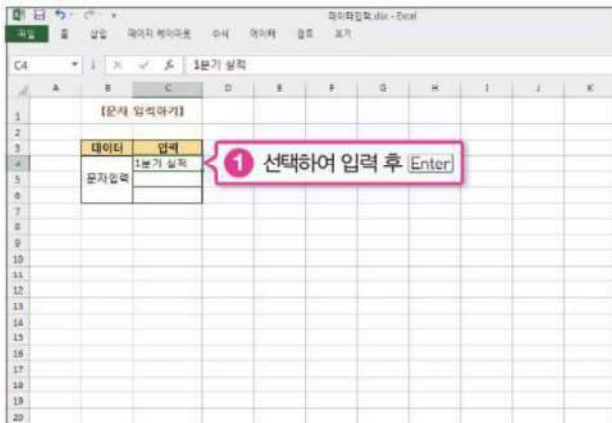 데이터입력.xlsx - Excel
파일 홈 삽입 페이지 레이아웃 수식 데이터 검토 보기
C4 1분기 실적
A B C D E F G H I J K
1 [문자 입력하기]
2
3 데이터 입력
4 1분기 실적
1 선택하여 입력 후 Enter
5 문자입력
6
7
8
9
10
11
12
13
14
15
16
17
18
19
20